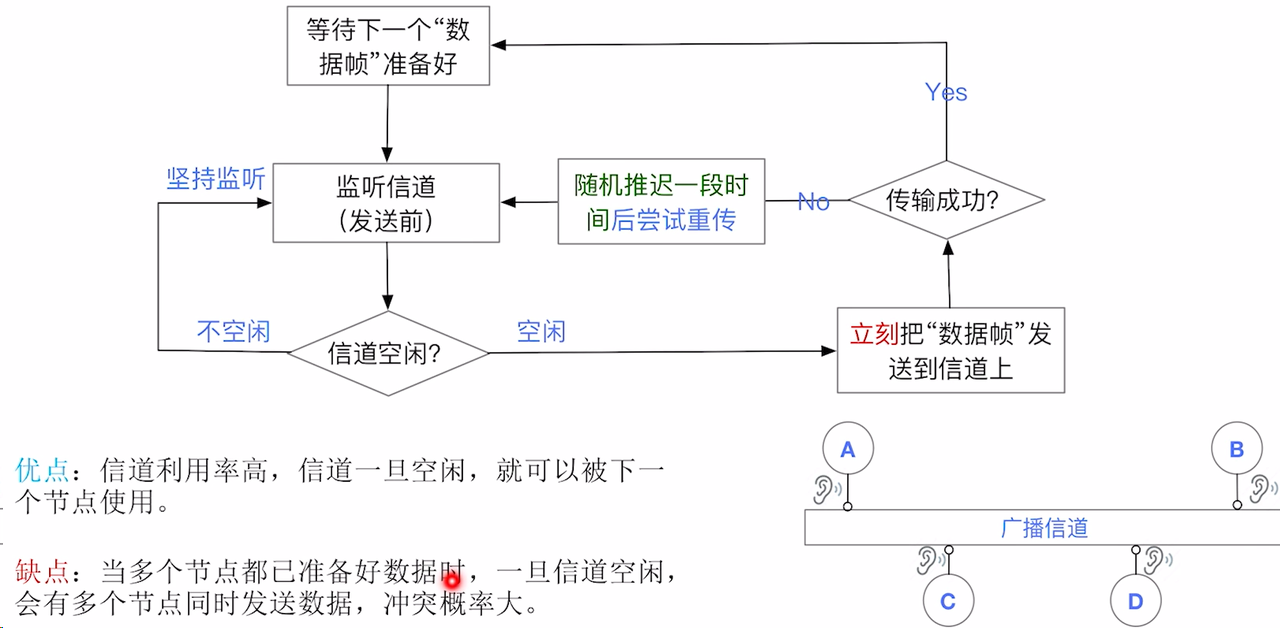 等待下一个“数
据帧”准备好
Yes
坚持监听
监听信道
（发送前）
随机推迟一段时
间后尝试重传
No
传输成功？
不空闲
信道空闲？
空闲
立刻把“数据帧”发
送到信道上
优点：信道利用率高，信道一旦空闲，就可以被下一
个节点使用。
缺点：当多个节点都已准备好数据时，一旦信道空闲，
会有多个节点同时发送数据，冲突概率大。
A
B
广播信道
C
D